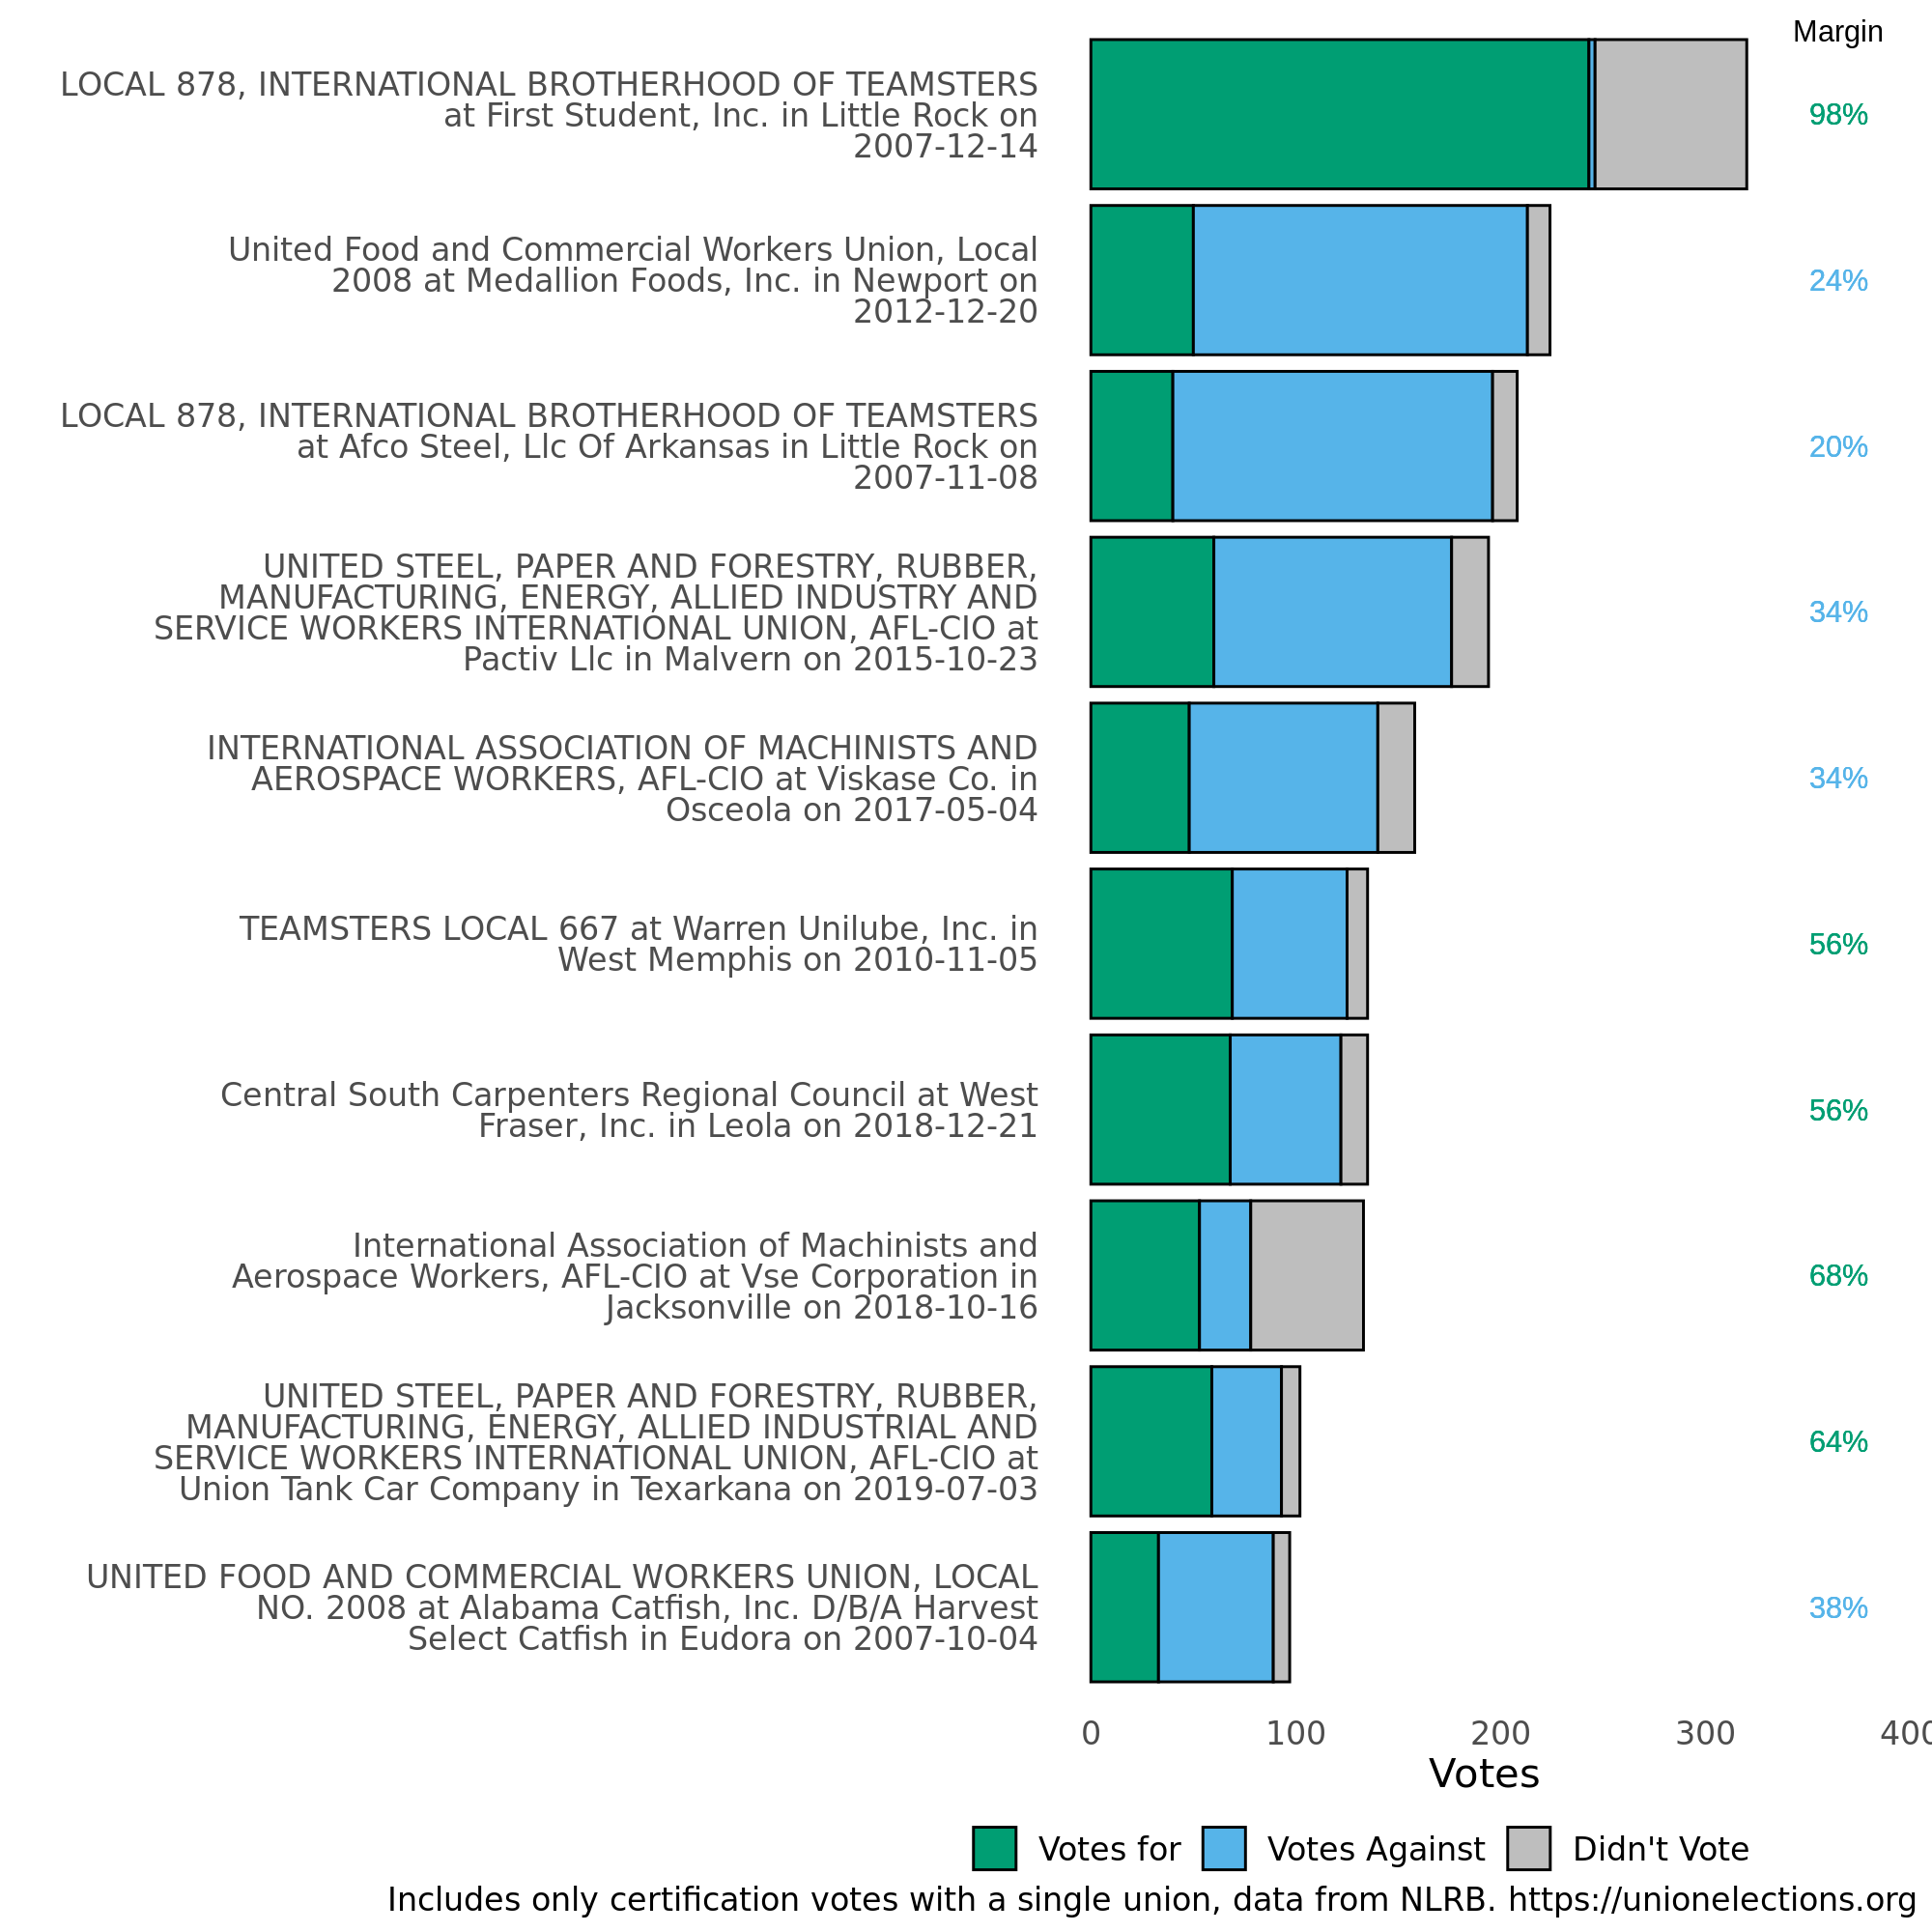 Margin
LOCAL 878, INTERNATIONAL BROTHERHOOD OF TEAMSTERS
at First Student, Inc. in Little Rock on
2007-12-14
98%
United Food and Commercial Workers Union, Local
2008 at Medallion Foods, Inc. in Newport on
2012-12-20
24%
LOCAL 878, INTERNATIONAL BROTHERHOOD OF TEAMSTERS
at Afco Steel, Llc Of Arkansas in Little Rock on
2007-11-08
20%
UNITED STEEL, PAPER AND FORESTRY, RUBBER,
MANUFACTURING, ENERGY, ALLIED INDUSTRY AND
SERVICE WORKERS INTERNATIONAL UNION, AFL-CIO at
Pactiv Llc in Malvern on 2015-10-23
34%
INTERNATIONAL ASSOCIATION OF MACHINISTS AND
AEROSPACE WORKERS, AFL-CIO at Viskase Co. in
Osceola on 2017-05-04
34%
TEAMSTERS LOCAL 667 at Warren Unilube, Inc. in
West Memphis on 2010-11-05
56%
Central South Carpenters Regional Council at West
Fraser, Inc. in Leola on 2018-12-21
56%
International Association of Machinists and
Aerospace Workers, AFL-CIO at Vse Corporation in
Jacksonville on 2018-10-16
68%
UNITED STEEL, PAPER AND FORESTRY, RUBBER,
MANUFACTURING, ENERGY, ALLIED INDUSTRIAL AND
SERVICE WORKERS INTERNATIONAL UNION, AFL-CIO at
Union Tank Car Company in Texarkana on 2019-07-03
64%
UNITED FOOD AND COMMERCIAL WORKERS UNION, LOCAL
NO. 2008 at Alabama Catfish, Inc. D/B/A Harvest
Select Catfish in Eudora on 2007-10-04
38%
0 100 200 300 400
Votes
Votes for Votes Against Didn't Vote
Includes only certification votes with a single union, data from NLRB. https://unionelections.org